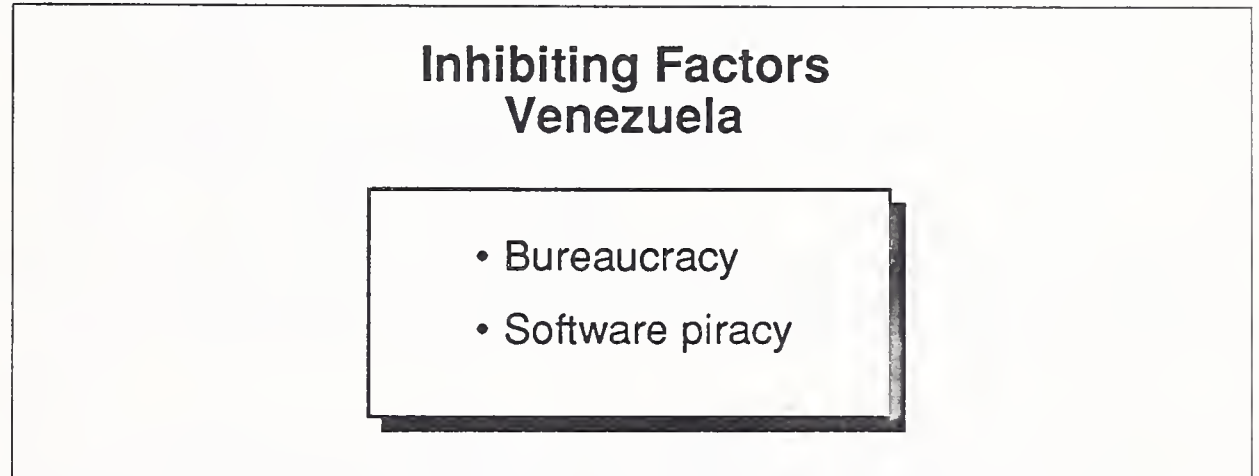 Inhibiting Factors
Venezuela
• Bureaucracy
• Software piracy